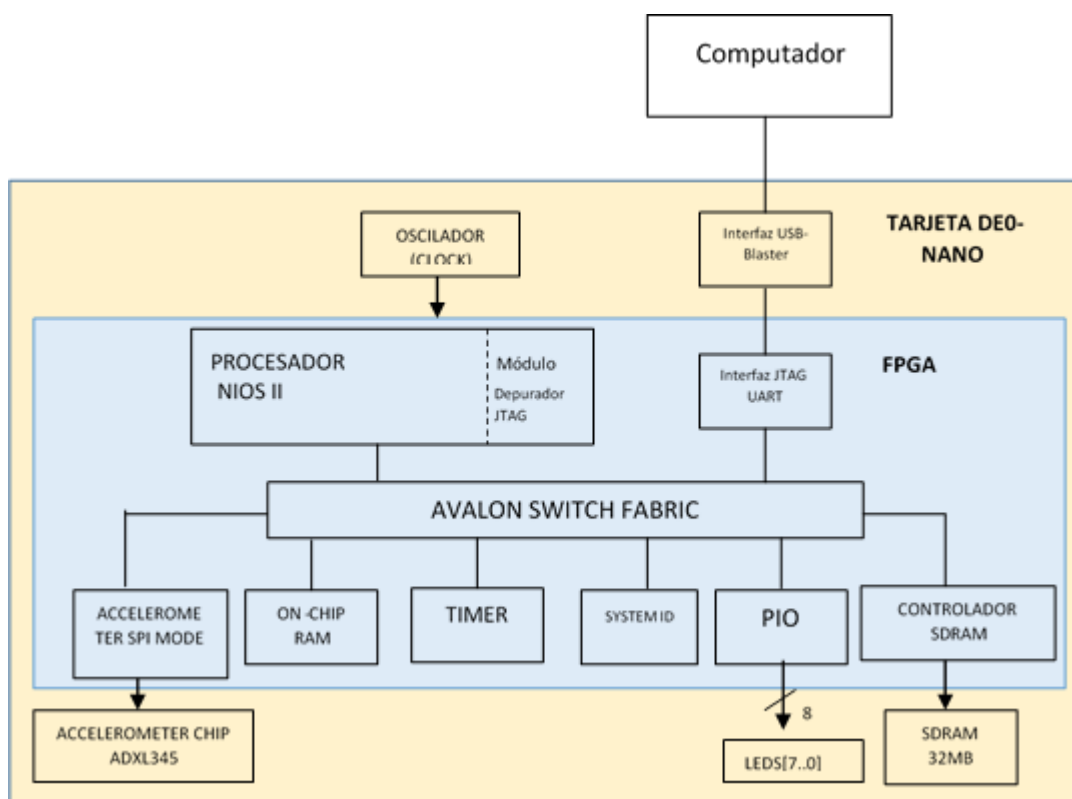 Computador
TARJETA DE0-
NANO
OSCILADOR
(CLOCK)
Interfaz USB-
Blaster
PROCESADOR
NIOS II
Módulo
Depurador
JTAG
Interfaz JTAG
UART
FPGA
AVALON SWITCH FABRIC
ACCELEROME
TER SPI MODE
ON -CHIP
RAM
TIMER
SYSTEM ID
PIO
CONTROLADOR
SDRAM
8
ACCELEROMETER CHIP
ADXL345
LEDS[7..0]
SDRAM
32MB